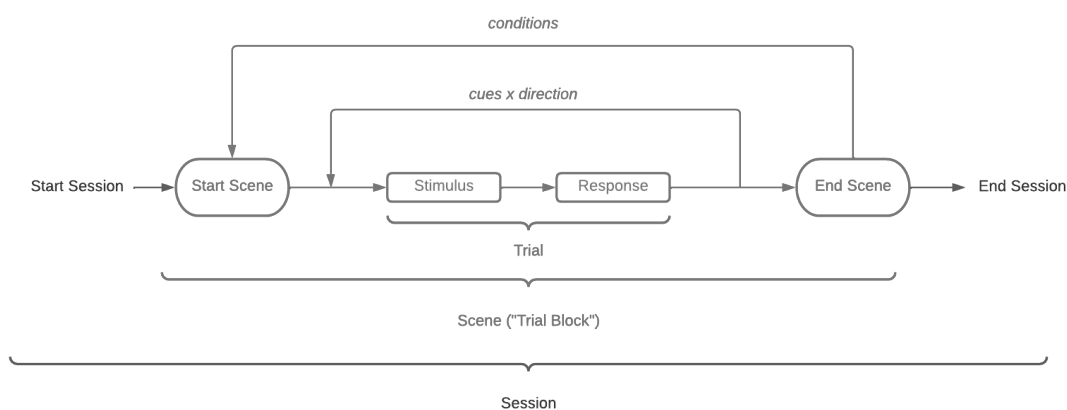 conditions
cues x direction
Start Session
Start Scene
Stimulus
Response
End Scene
End Session
Trial
Scene ("Trial Block")
Session